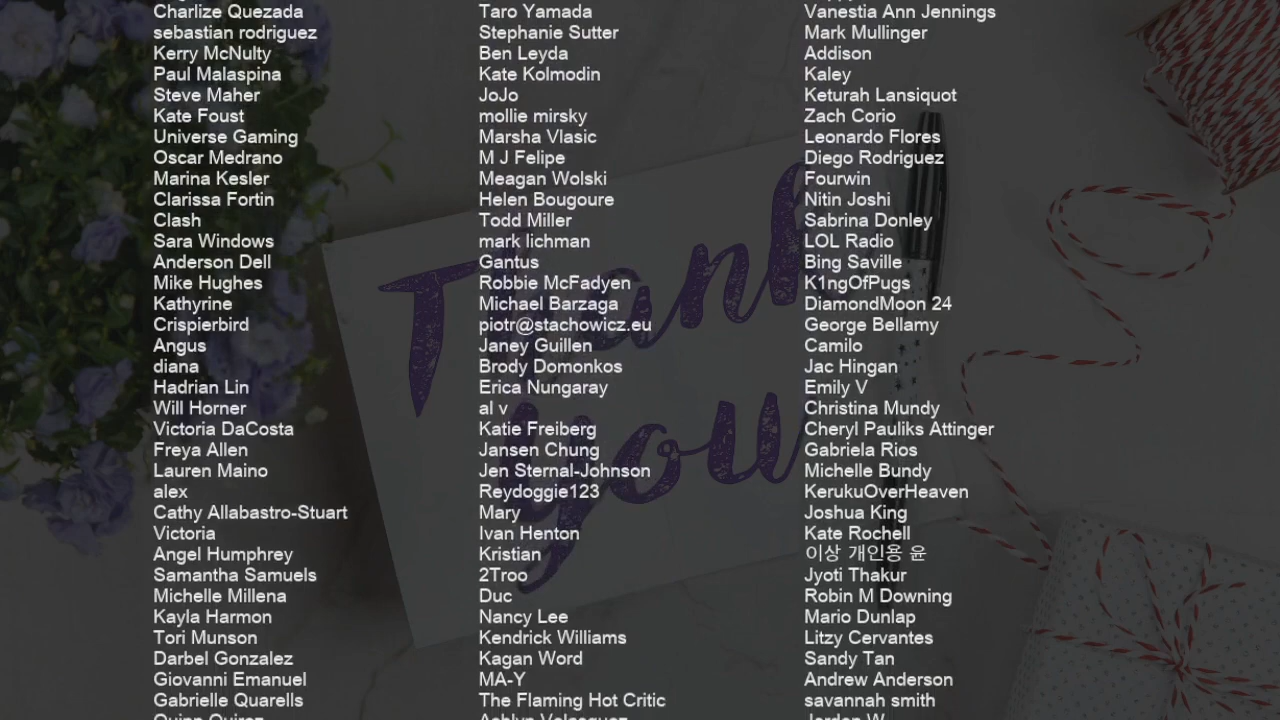 Charlize Quezada
sebastian rodriguez
Kerry McNulty
Paul Malaspina
Steve Maher
Kate Foust
Universe Gaming
Oscar Medrano
Marina Kesler
Clarissa Fortin
Clash
Sara Windows
Anderson Dell
Mike Hughes
Kathyrine
Crispierbird
Angus
diana
Hadrian Lin
Will Horner
Victoria DaCosta
Freya Allen
Lauren Maino
alex
Cathy Allabastro-Stuart
Victoria
Angel Humphrey
Samantha Samuels
Michelle Millena
Kayla Harmon
Tori Munson
Darbel Gonzalez
Giovanni Emanuel
Gabrielle Quarells
Taro Yamada
Stephanie Sutter
Ben Leyda
Kate Kolmodin
JoJo
mollie mirsky
Marsha Vlasic
M J Felipe
Meagan Wolski
Helen Bougoure
Todd Miller
mark lichman
Gantus
Robbie McFadyen
Michael Barzaga
piotr@stachowicz.eu
Janey Guillen
Brody Domonkos
Erica Nungaray
al v
Katie Freiberg
Jansen Chung
Jen Sternal-Johnson
Reydoggie123
Mary
Ivan Henton
Kristian
2Troo
Duc
Nancy Lee
Kendrick Williams
Kagan Word
MA-Y
The Flaming Hot Critic
Vanestia Ann Jennings
Mark Mullinger
Addison
Kaley
Keturah Lansiquot
Zach Corio
Leonardo Flores
Diego Rodriguez
Fourwin
Nitin Joshi
Sabrina Donley
LOL Radio
Bing Saville
K1ngOfPugs
DiamondMoon 24
George Bellamy
Camilo
Jac Hingan
Emily V
Christina Mundy
Cheryl Pauliks Attinger
Gabriela Rios
Michelle Bundy
KerukuOverHeaven
Joshua King
Kate Rochell
이상 개인용 윤
Jyoti Thakur
Robin M Downing
Mario Dunlap
Litzy Cervantes
Sandy Tan
Andrew Anderson
savannah smith
Thank
you